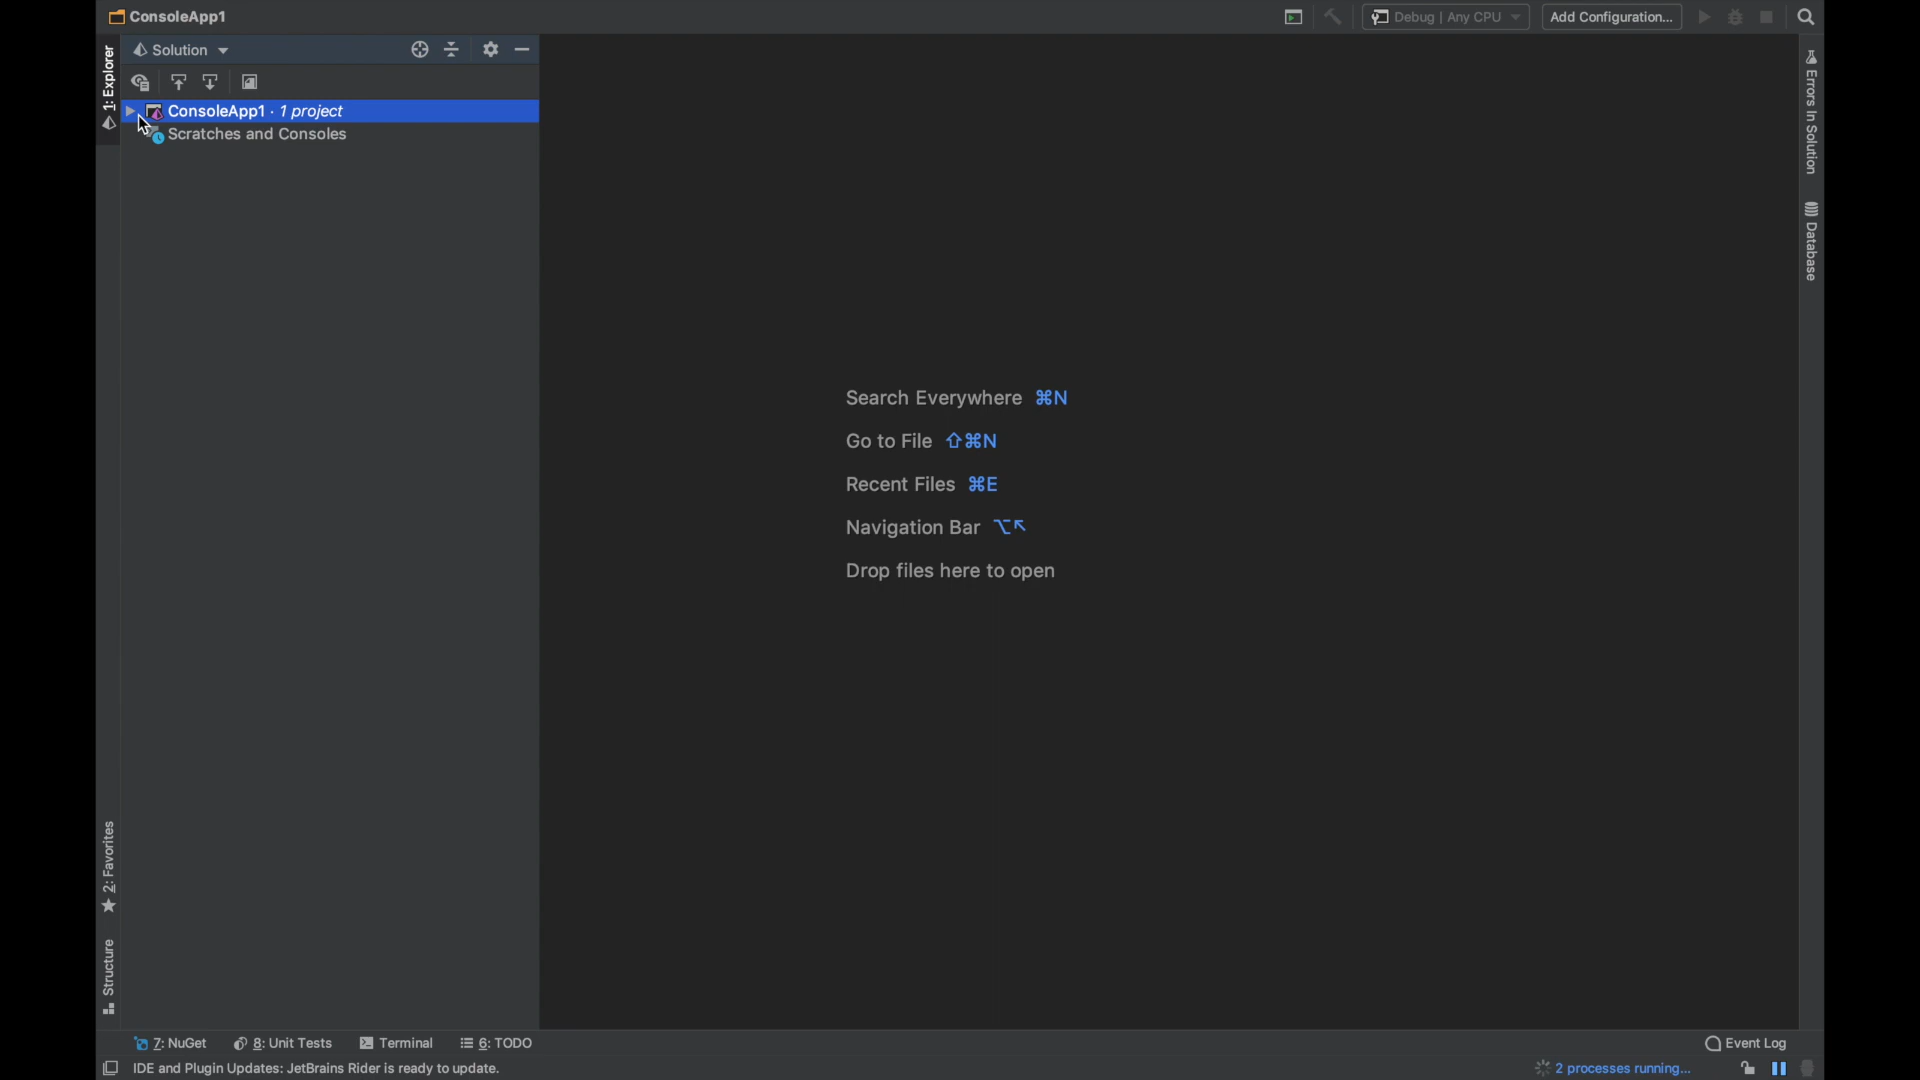 ConsoleApp1
Debug | Any CPU
Add Configuration...
1: Explorer
Solution
ConsoleApp1 · 1 project
Scratches and Consoles
Errors In Solution
Database
Search Everywhere ⌘N
Go to File ⇧⌘N
Recent Files ⌘E
Navigation Bar ⌥↖
Drop files here to open
2: Favorites
Structure
7: NuGet
8: Unit Tests
Terminal
6: TODO
Event Log
IDE and Plugin Updates: JetBrains Rider is ready to update.
2 processes running...